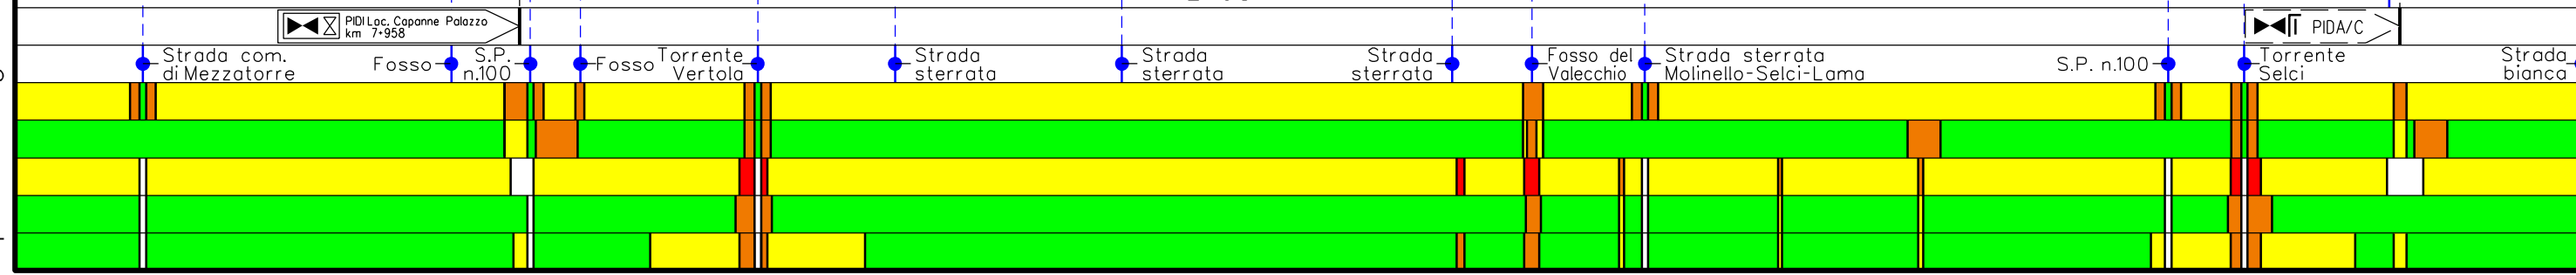 PIDI Loc. Capanne Palazzo
km 7+958
PIDA/C
Strada com.
di Mezzatorre
Fosso
S.P.
n.100
Fosso
Torrente
Vertola
Strada
sterrata
Strada
sterrata
Strada
sterrata
Fosso del
Valecchio
Strada sterrata
Molinello-Selci-Lama
S.P. n.100
Torrente
Selci
Strada
bianca